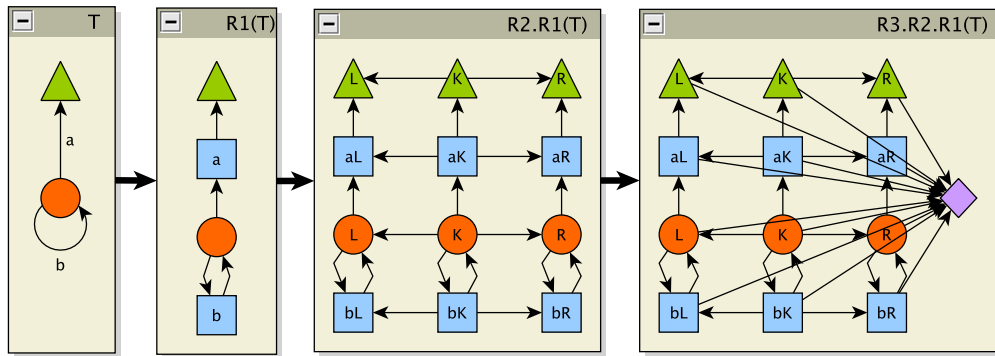 T
a
b
R1(T)
a
b
R2.R1(T)
L K R
aL aK aR
L K R
bL bK bR
R3.R2.R1(T)
L K R
aL aK aR
L K R
bL bK bR